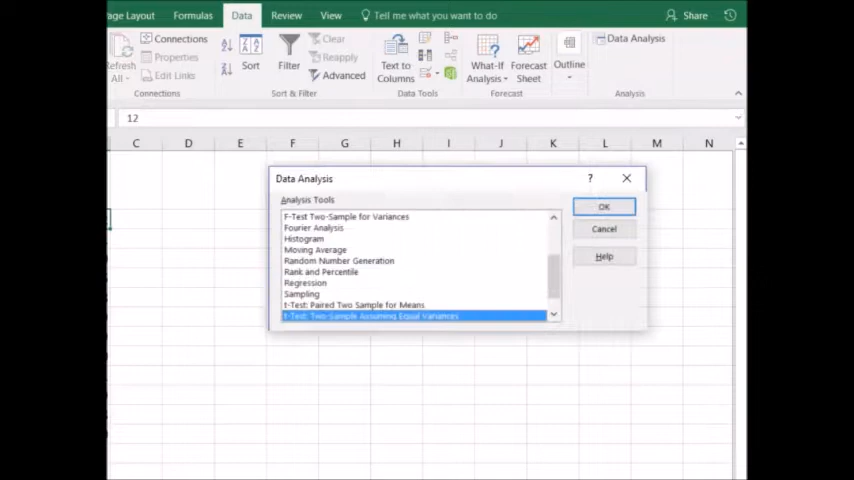 age Layout Formulas Data Review View Tell me what you want to do Share
Refresh All
Connections
Properties
Edit Links
Connections
Sort
Filter
Clear
Reapply
Advanced
Sort & Filter
Text to Columns
Data Tools
What-If Analysis
Forecast Sheet
Forecast
Outline
Data Analysis
Analysis
12
C D E F G H I J K L M N
Data Analysis ?
Analysis Tools
F-Test Two-Sample for Variances
Fourier Analysis
Histogram
Moving Average
Random Number Generation
Rank and Percentile
Regression
Sampling
t-Test: Paired Two Sample for Means
t-Test: Two-Sample Assuming Equal Variances
OK
Cancel
Help